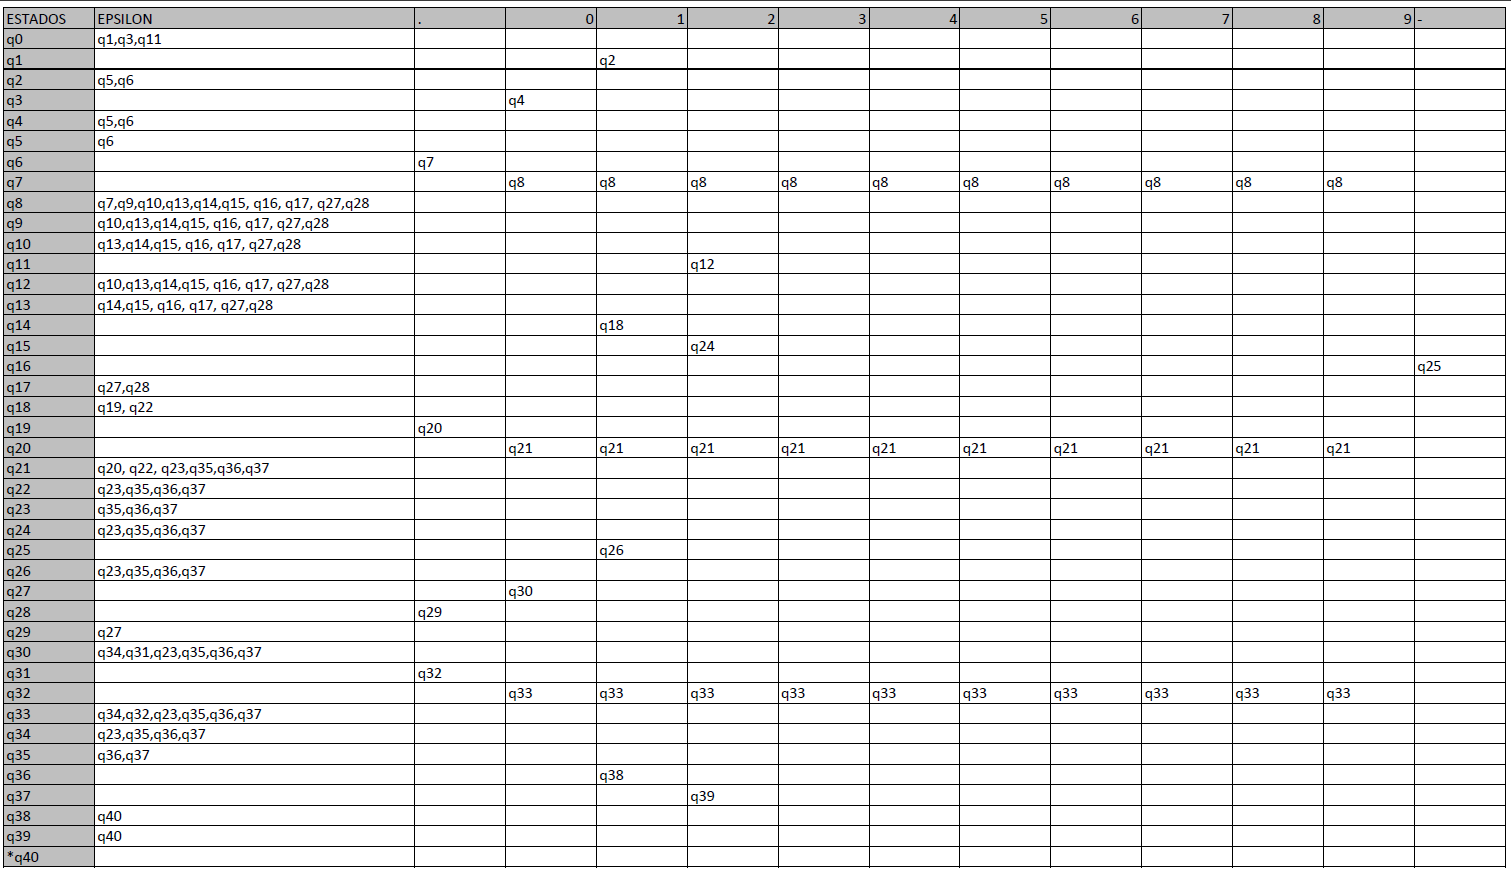 ESTADOS EPSILON . 0 1 2 3 4 5 6 7 8 9 -
q0 q1,q3,q11
q1 q2
q2 q5,q6
q3 q4
q4 q5,q6
q5 q6
q6 q7
q7 q8 q8 q8 q8 q8 q8 q8 q8 q8 q8
q8 q7,q9,q10,q13,q14,q15, q16, q17, q27,q28
q9 q10,q13,q14,q15, q16, q17, q27,q28
q10 q13,q14,q15, q16, q17, q27,q28
q11 q12
q12 q10,q13,q14,q15, q16, q17, q27,q28
q13 q14,q15, q16, q17, q27,q28
q14 q18
q15 q24
q16 q25
q17 q27,q28
q18 q19, q22
q19 q20
q20 q21 q21 q21 q21 q21 q21 q21 q21 q21 q21
q21 q20, q22, q23,q35,q36,q37
q22 q23,q35,q36,q37
q23 q35,q36,q37
q24 q23,q35,q36,q37
q25 q26
q26 q23,q35,q36,q37
q27 q30
q28 q29
q29 q27
q30 q34,q31,q23,q35,q36,q37
q31 q32
q32 q33 q33 q33 q33 q33 q33 q33 q33 q33 q33
q33 q34,q32,q23,q35,q36,q37
q34 q23,q35,q36,q37
q35 q36,q37
q36 q38
q37 q39
q38 q40
q39 q40
*q40